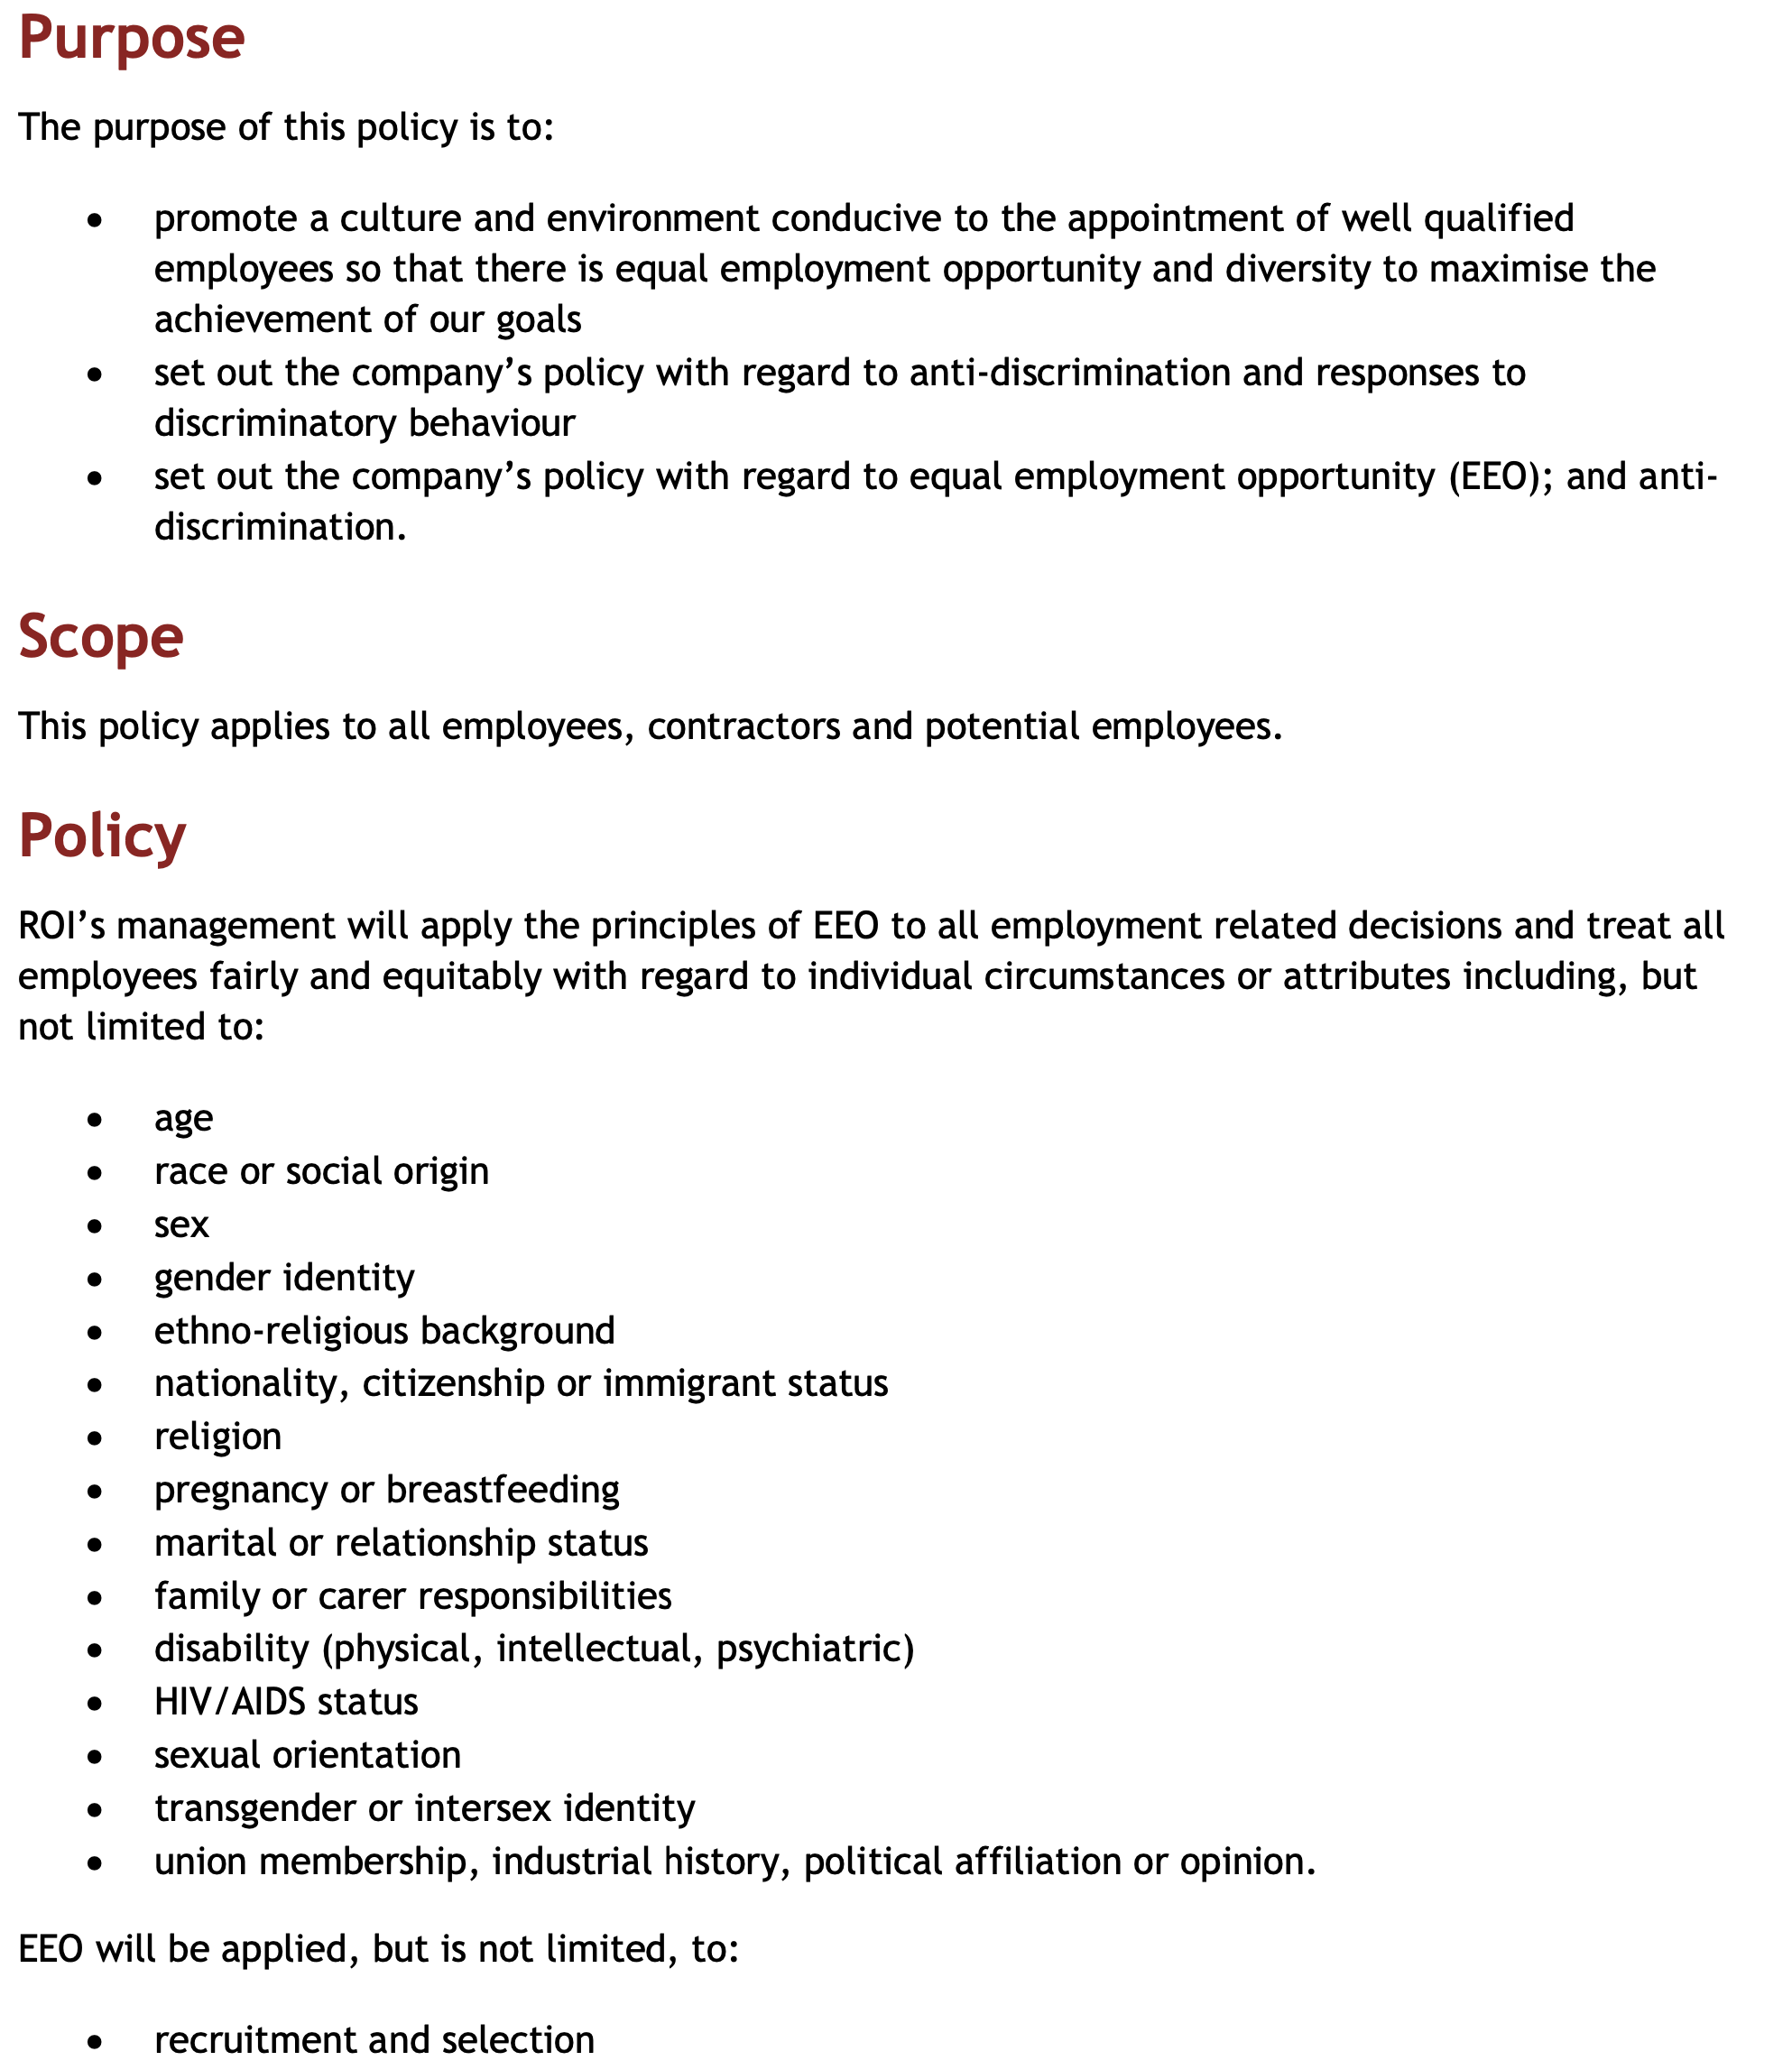 Purpose
The purpose of this policy is to:
• promote a culture and environment conducive to the appointment of well qualified
employees so that there is equal employment opportunity and diversity to maximise the
achievement of our goals
• set out the company’s policy with regard to anti-discrimination and responses to
discriminatory behaviour
• set out the company’s policy with regard to equal employment opportunity (EEO); and anti-
discrimination.
Scope
This policy applies to all employees, contractors and potential employees.
Policy
ROI’s management will apply the principles of EEO to all employment related decisions and treat all
employees fairly and equitably with regard to individual circumstances or attributes including, but
not limited to:
• age
• race or social origin
• sex
• gender identity
• ethno-religious background
• nationality, citizenship or immigrant status
• religion
• pregnancy or breastfeeding
• marital or relationship status
• family or carer responsibilities
• disability (physical, intellectual, psychiatric)
• HIV/AIDS status
• sexual orientation
• transgender or intersex identity
• union membership, industrial history, political affiliation or opinion.
EEO will be applied, but is not limited, to:
• recruitment and selection